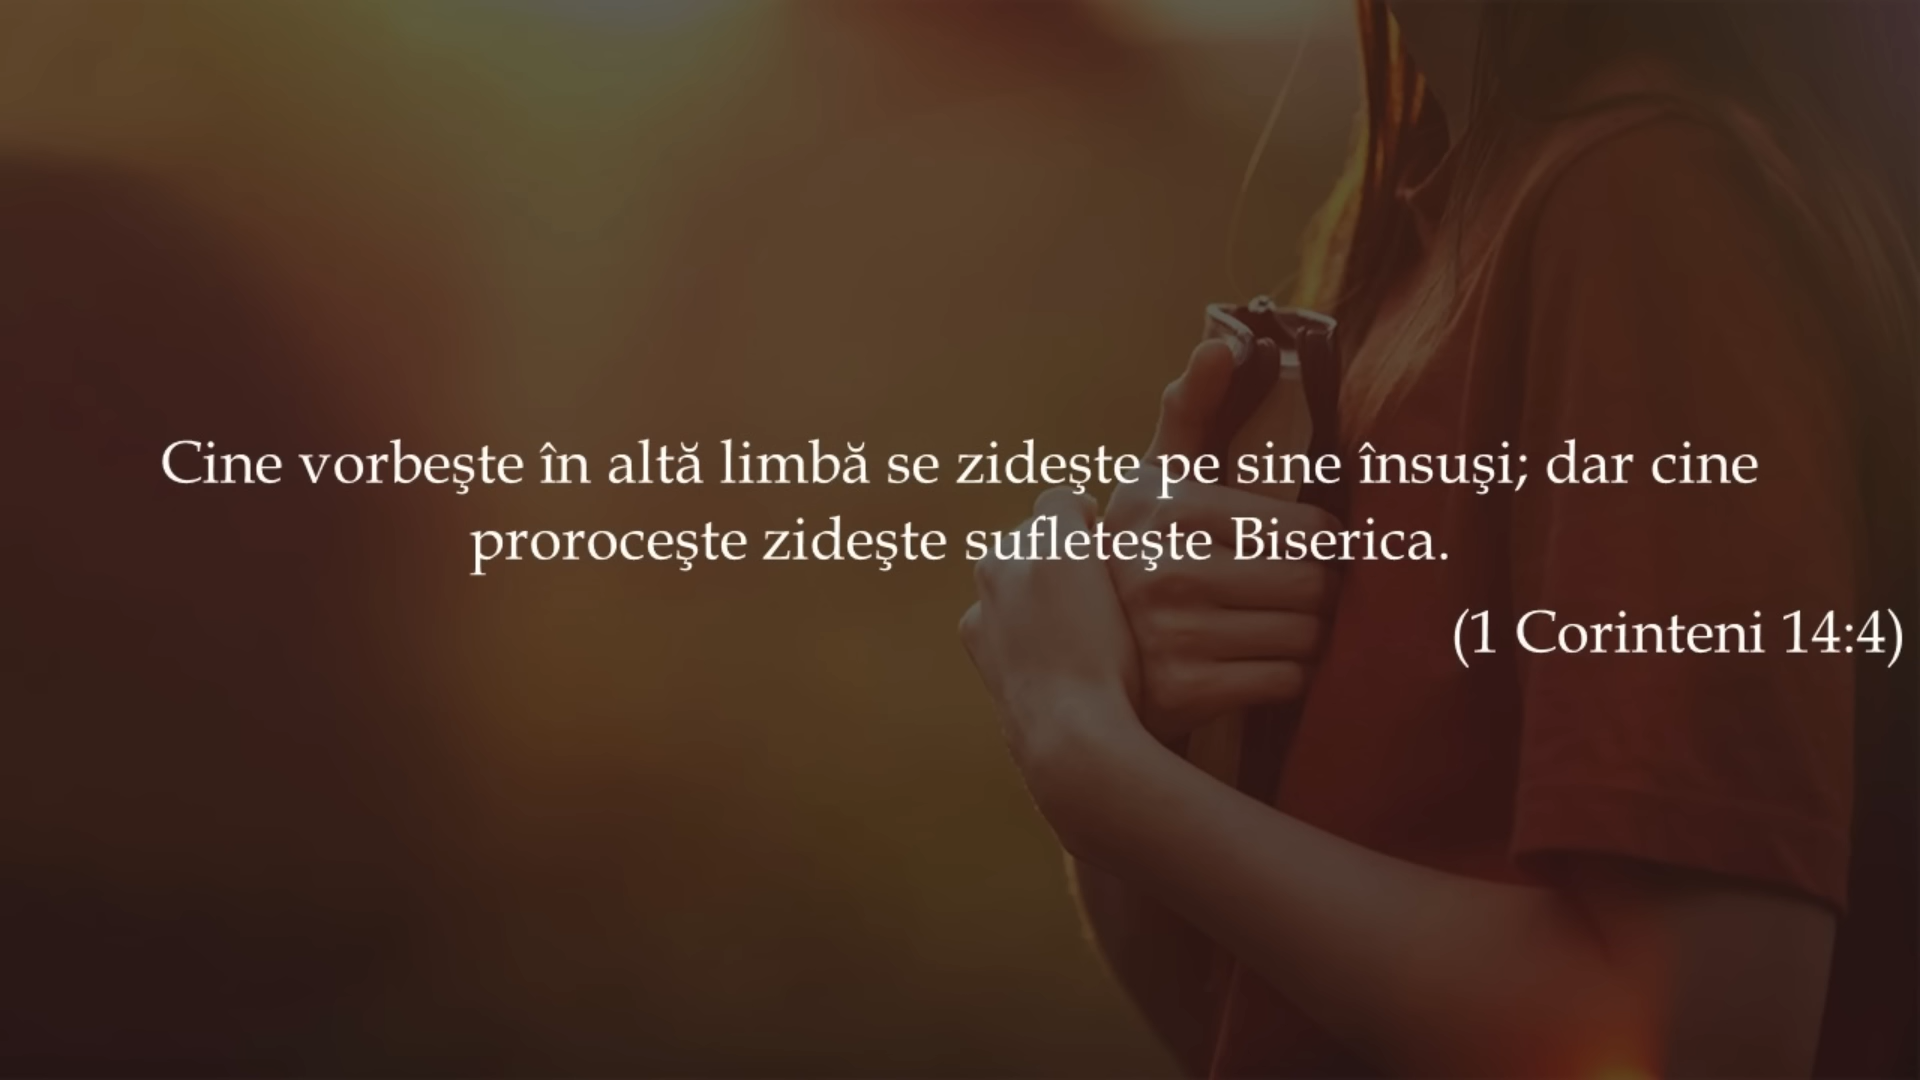 Cine vorbeşte în altă limbă se zideşte pe sine însuşi; dar cine
proroceşte zideşte sufleteşte Biserica.
(1 Corinteni 14:4)